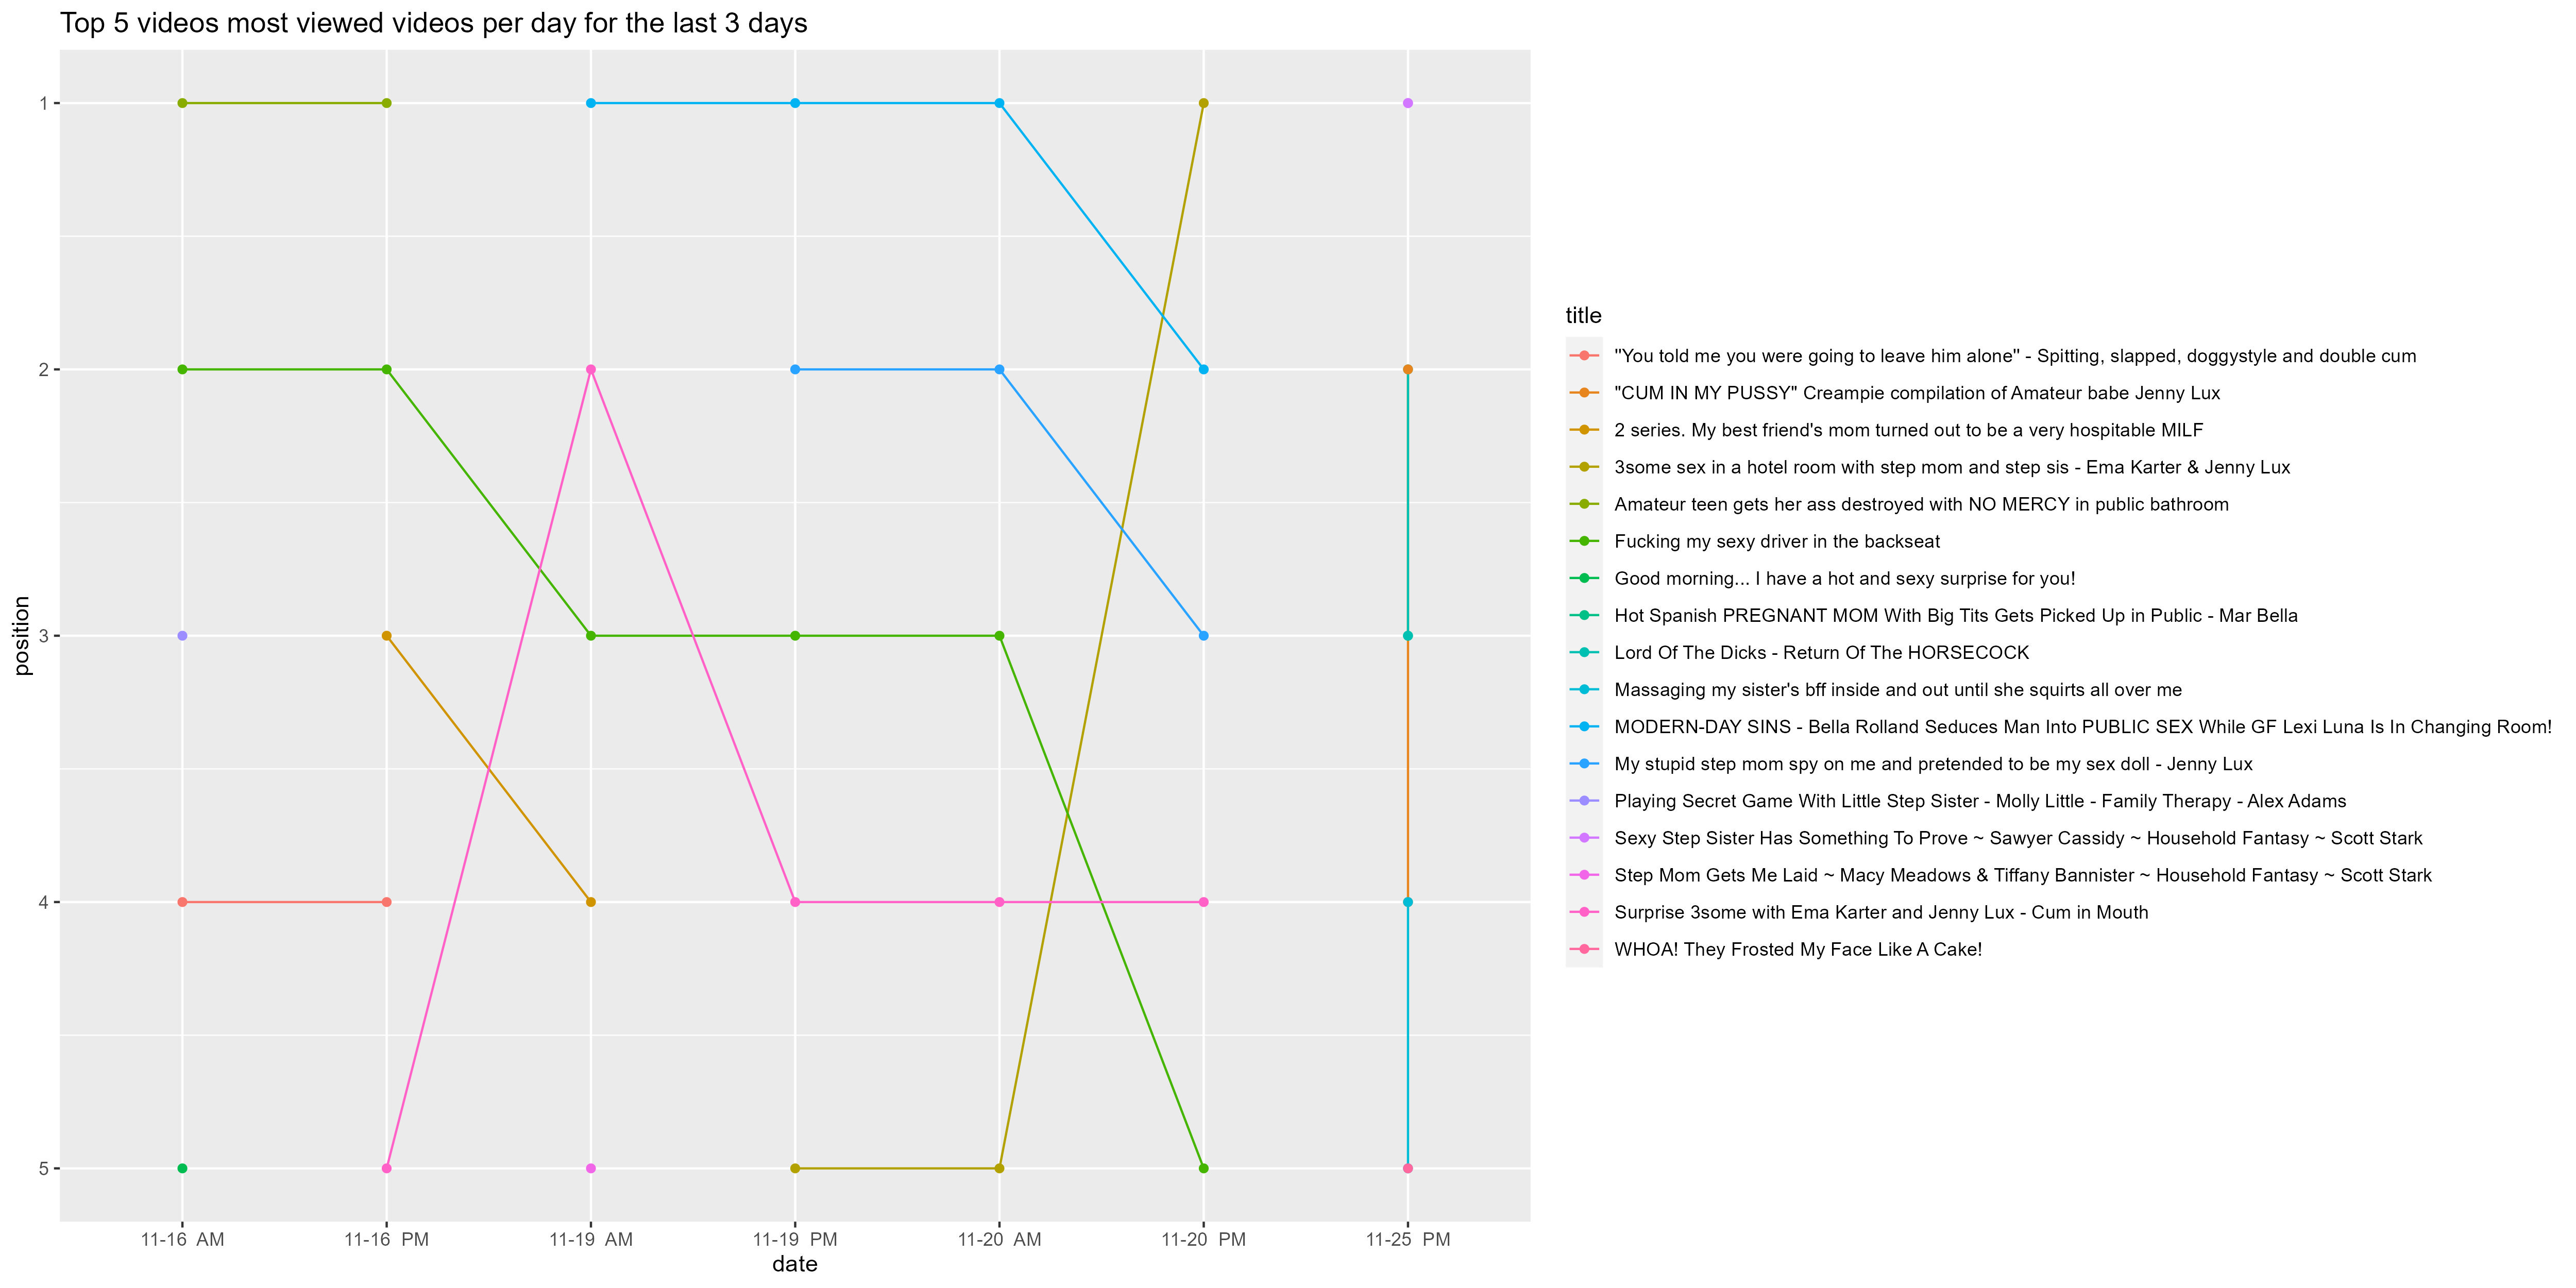 Top 5 videos most viewed videos per day for the last 3 days
position
1
2
3
4
5
11-16  AM
11-16  PM
11-19  AM
11-19  PM
11-20  AM
11-20  PM
11-25  PM
date
title
"You told me you were going to leave him alone" - Spitting, slapped, doggystyle and double cum
"CUM IN MY PUSSY" Creampie compilation of Amateur babe Jenny Lux
2 series. My best friend's mom turned out to be a very hospitable MILF
3some sex in a hotel room with step mom and step sis - Ema Karter & Jenny Lux
Amateur teen gets her ass destroyed with NO MERCY in public bathroom
Fucking my sexy driver in the backseat
Good morning... I have a hot and sexy surprise for you!
Hot Spanish PREGNANT MOM With Big Tits Gets Picked Up in Public - Mar Bella
Lord Of The Dicks - Return Of The HORSECOCK
Massaging my sister's bff inside and out until she squirts all over me
MODERN-DAY SINS - Bella Rolland Seduces Man Into PUBLIC SEX While GF Lexi Luna Is In Changing Room!
My stupid step mom spy on me and pretended to be my sex doll - Jenny Lux
Playing Secret Game With Little Step Sister - Molly Little - Family Therapy - Alex Adams
Sexy Step Sister Has Something To Prove ~ Sawyer Cassidy ~ Household Fantasy ~ Scott Stark
Step Mom Gets Me Laid ~ Macy Meadows & Tiffany Bannister ~ Household Fantasy ~ Scott Stark
Surprise 3some with Ema Karter and Jenny Lux - Cum in Mouth
WHOA! They Frosted My Face Like A Cake!